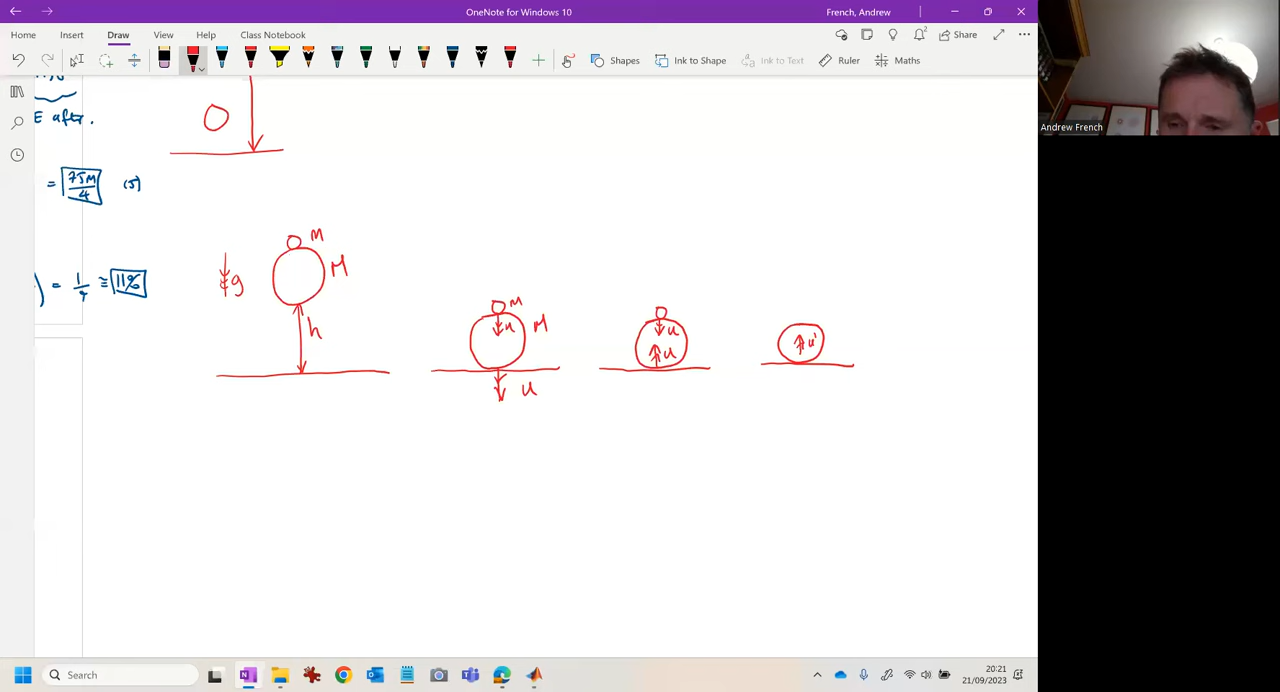 OneNote for Windows 10
French, Andrew
Home Insert Draw View Help Class Notebook
Share
Shapes Ink to Shape Ink to Text Ruler Maths
Andrew French
E after.
= 75M/4 (5)
) = 1/9 ≅ 11%
m
M
g
h
m
u M
u
u
u
u'
Search
20:21
21/09/2023